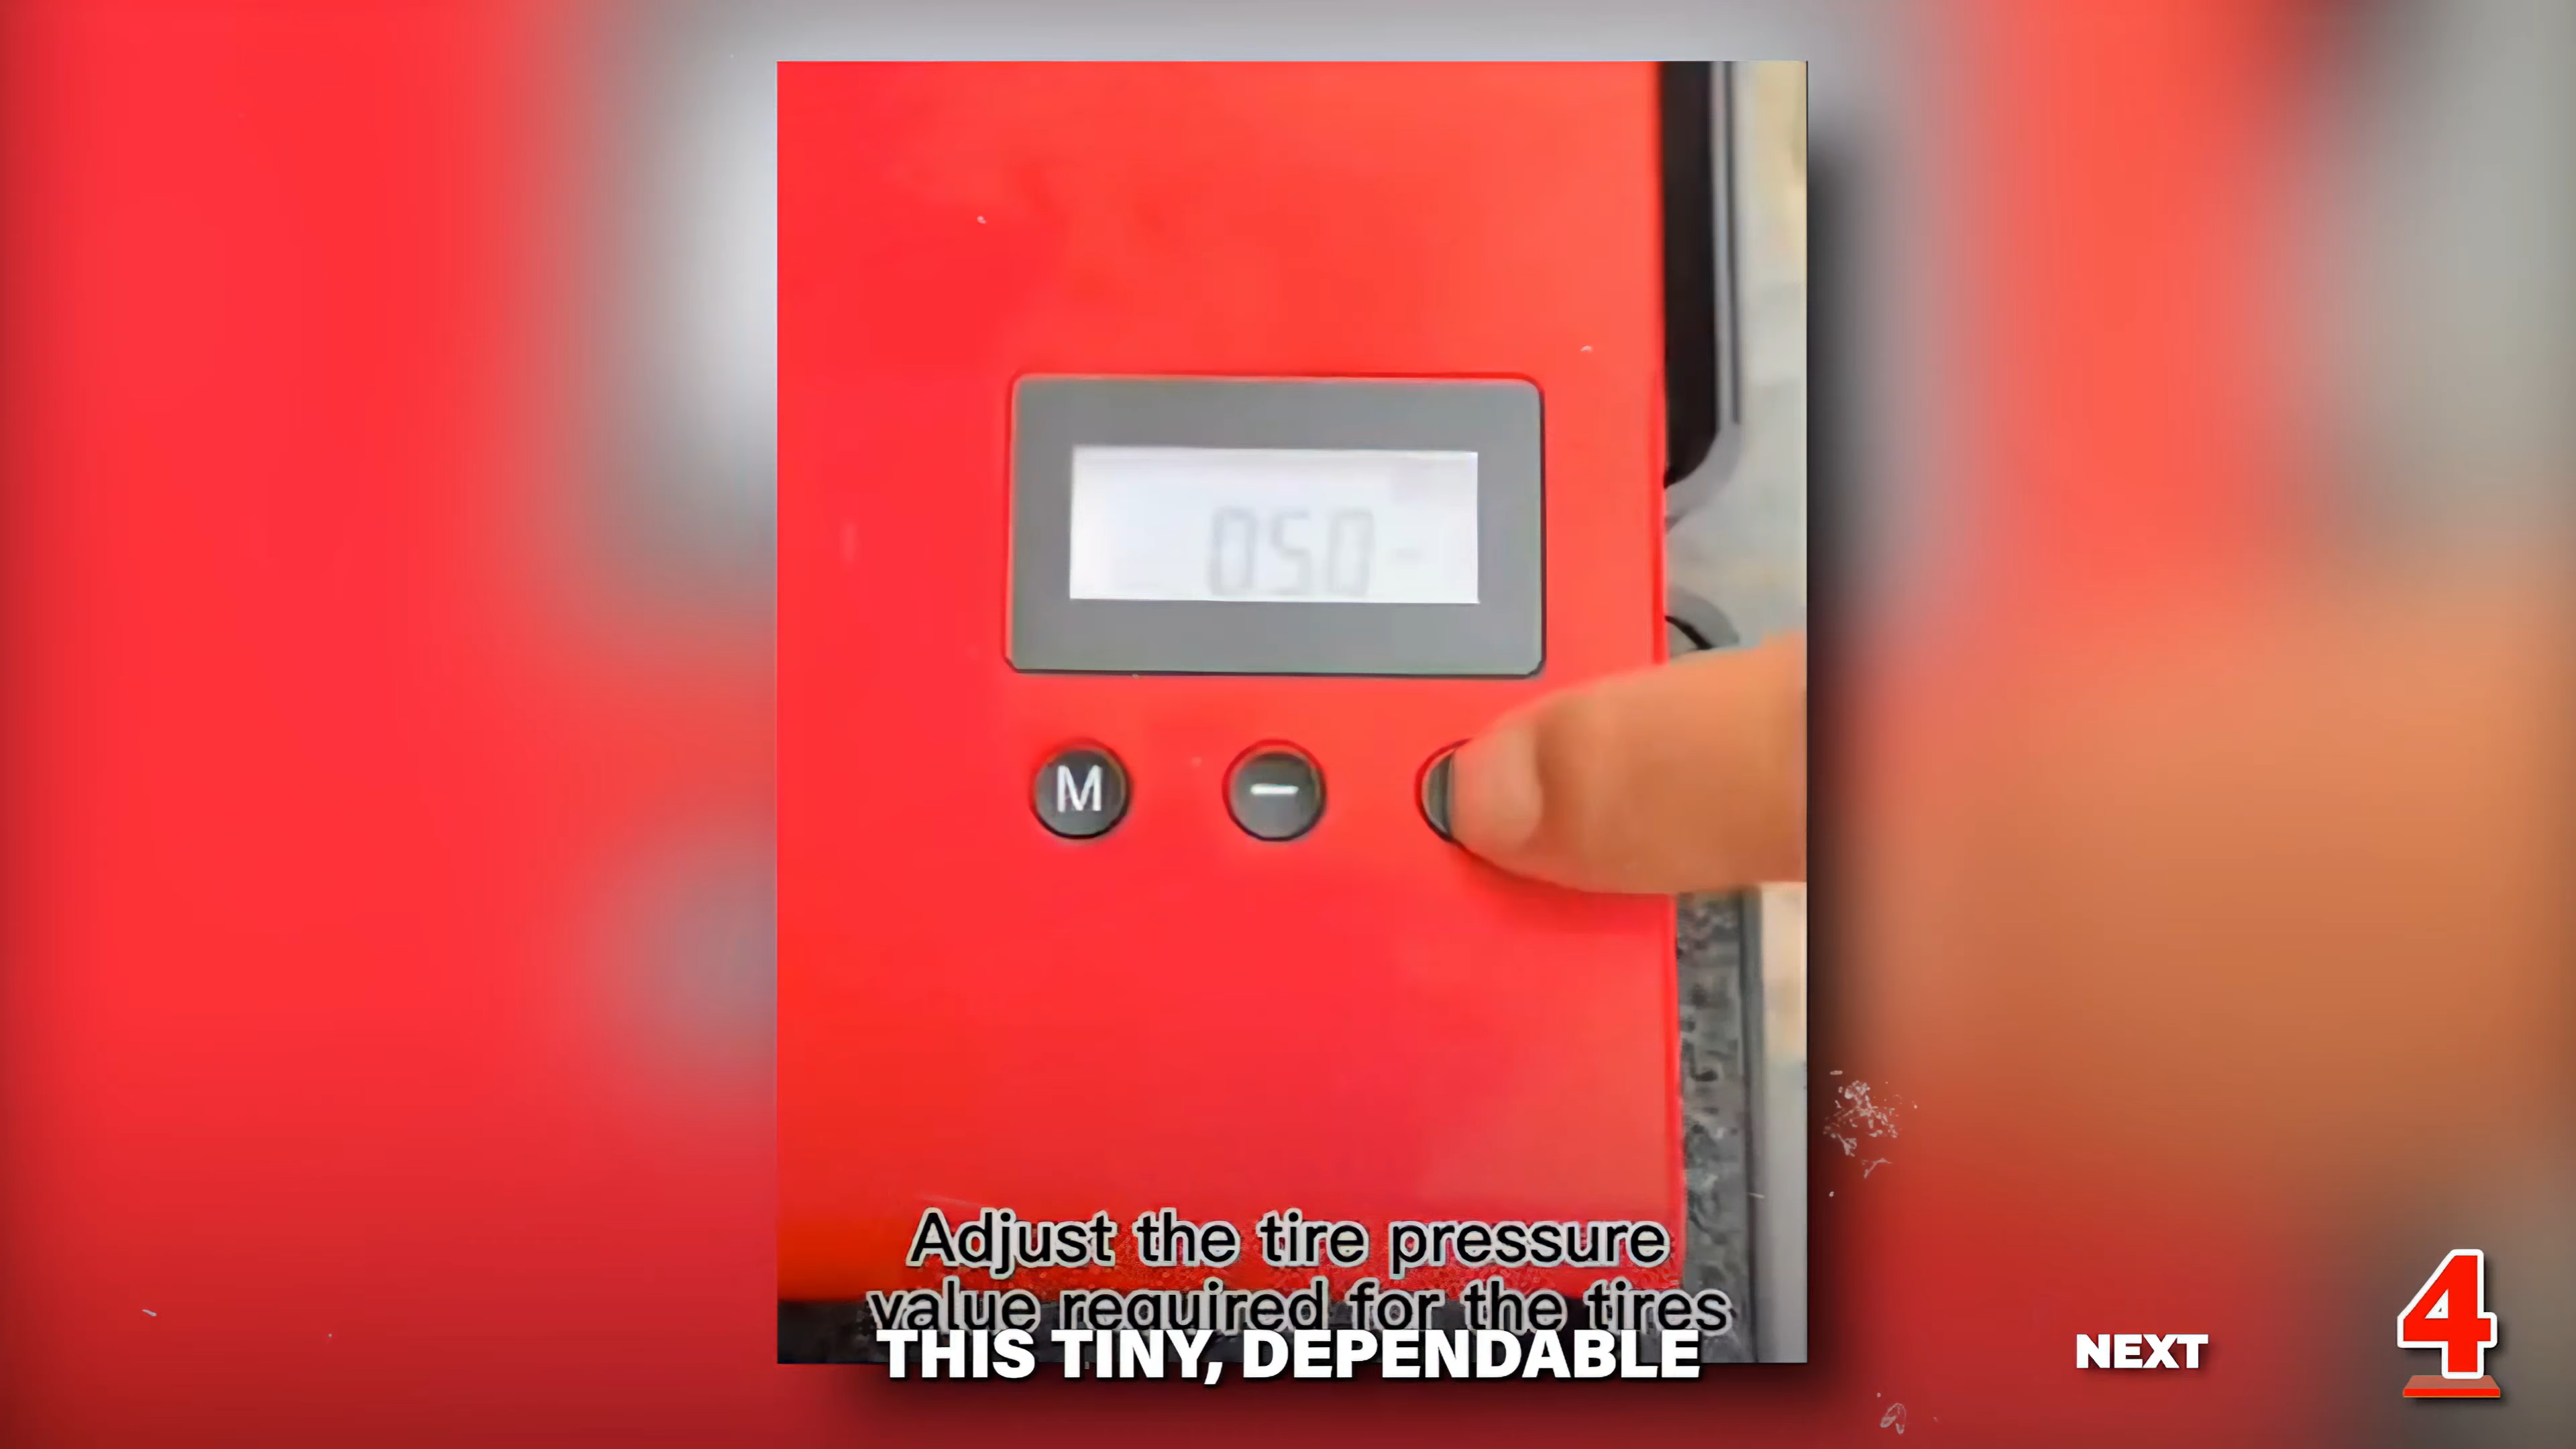 050
M
Adjust the tire pressure
value required for the tires
THIS TINY, DEPENDABLE
NEXT
4